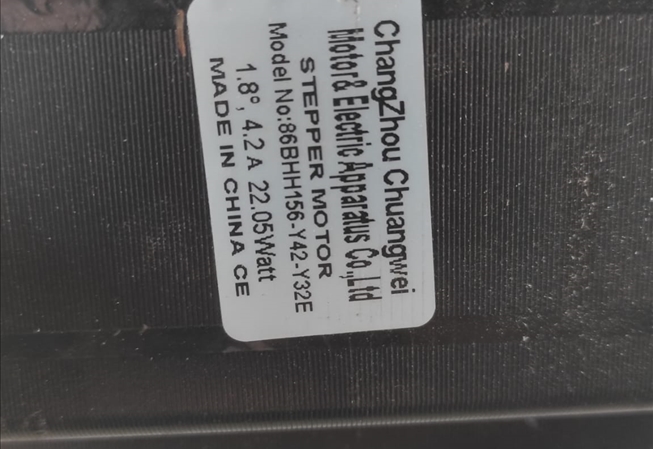 ChangZhou Chuangwei
Motor& Electric Apparatus Co.,Ltd
STEPPER MOTOR
Model No:86BHH156-Y42-Y32E
1.8°, 4.2 A 22.05Watt
MADE IN CHINA CE